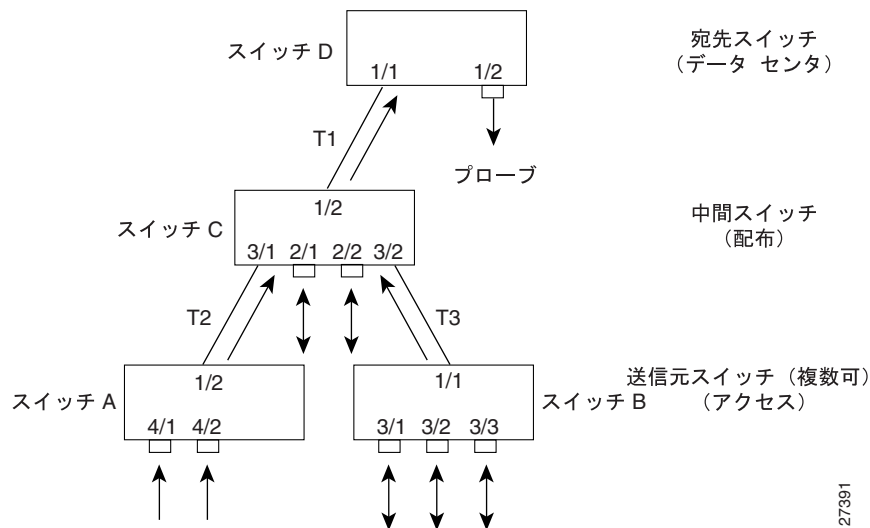 スイッチ D
1/1
1/2
宛先スイッチ
(データ センタ)
T1
プローブ
スイッチ C
1/2
3/1
2/1
2/2
3/2
中間スイッチ
(配布)
T2
T3
スイッチ A
1/2
4/1
4/2
1/1
3/1
3/2
3/3
スイッチ B
送信元スイッチ(複数可)
(アクセス)
27391